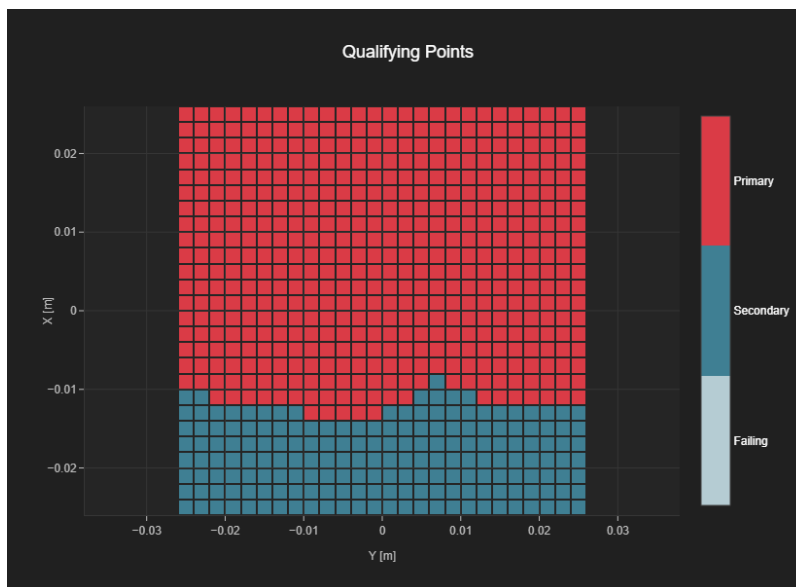 Qualifying Points
0.02
0.01
0
−0.01
−0.02
X [m]
−0.03
−0.02
−0.01
0
0.01
0.02
0.03
Y [m]
Primary
Secondary
Failing